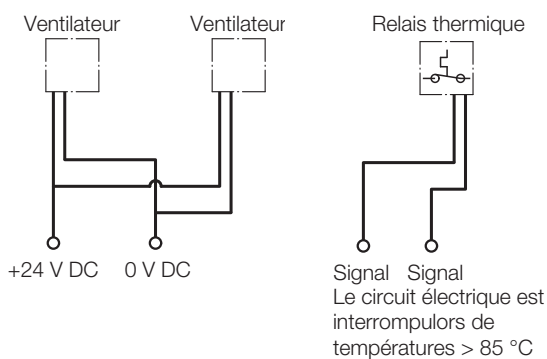 Ventilateur
Ventilateur
Relais thermique
+24 V DC
0 V DC
Signal
Signal
Le circuit électrique est
interrompulors de
températures > 85 °C